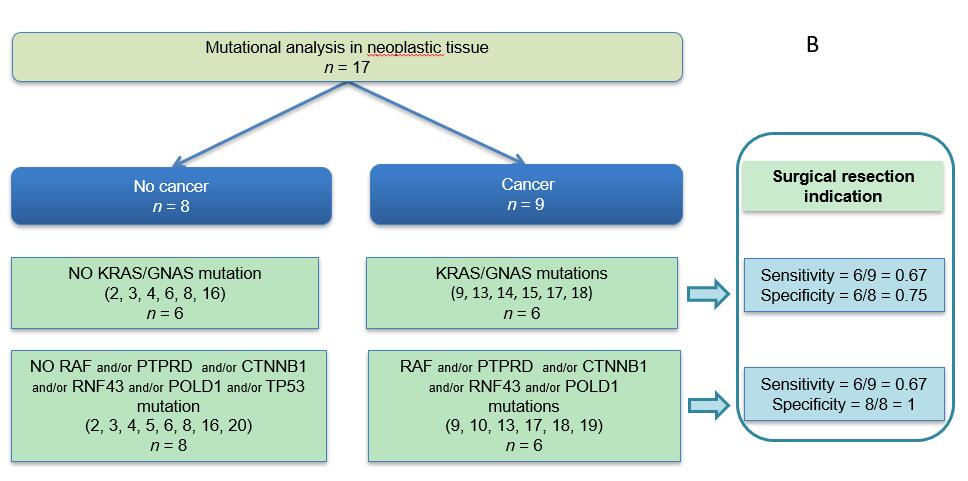 Mutational analysis in neoplastic tissue
n = 17
B
No cancer
n = 8
Cancer
n = 9
Surgical resection
indication
NO KRAS/GNAS mutation
(2, 3, 4, 6, 8, 16)
n = 6
KRAS/GNAS mutations
(9, 13, 14, 15, 17, 18)
n = 6
Sensitivity = 6/9 = 0.67
Specificity = 6/8 = 0.75
NO RAF and/or PTPRD and/or CTNNB1
and/or RNF43 and/or POLD1 and/or TP53
mutation
(2, 3, 4, 5, 6, 8, 16, 20)
n = 8
RAF and/or PTPRD and/or CTNNB1
and/or RNF43 and/or POLD1
mutations
(9, 10, 13, 17, 18, 19)
n = 6
Sensitivity = 6/9 = 0.67
Specificity = 8/8 = 1